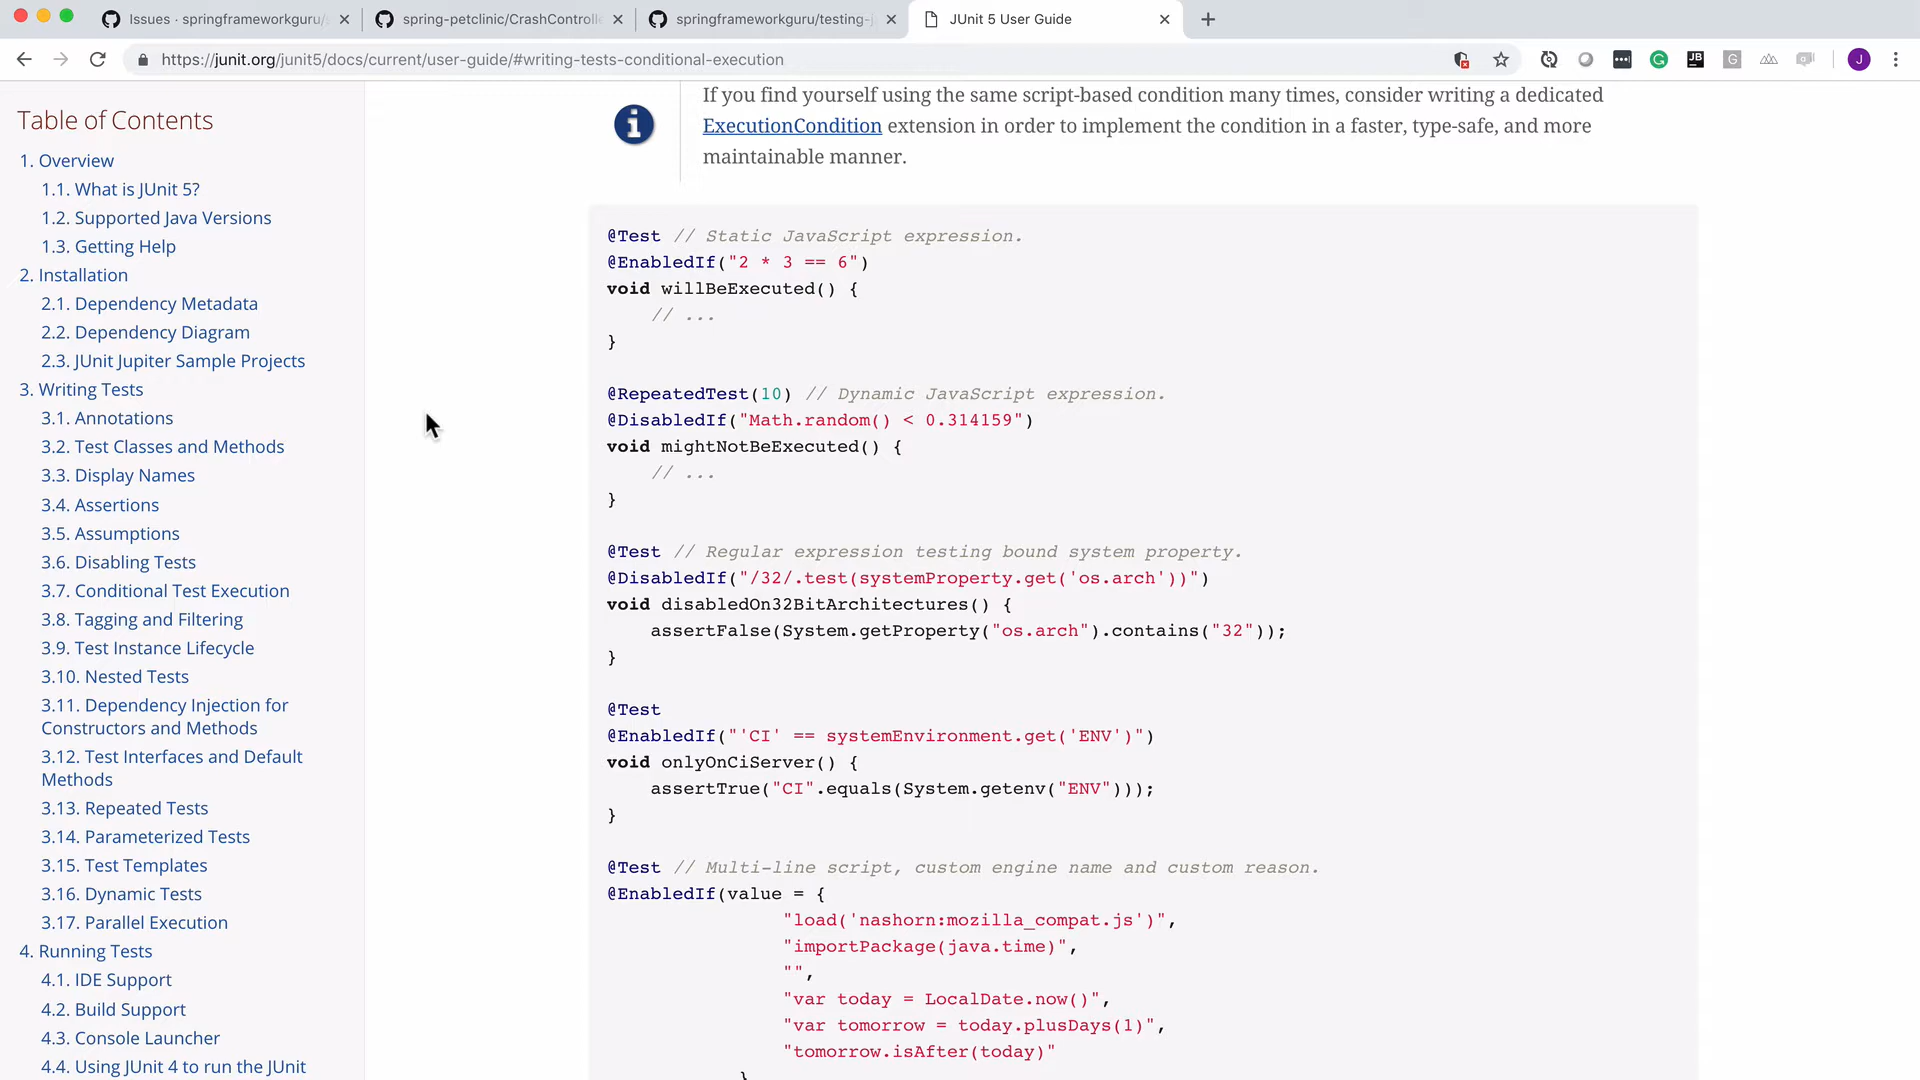 Issues · springframeworkguru/s
spring-petclinic/CrashControlle
springframeworkguru/testing-j
JUnit 5 User Guide
https://junit.org/junit5/docs/current/user-guide/#writing-tests-conditional-execution
JB
G
J
Table of Contents
1. Overview
1.1. What is JUnit 5?
1.2. Supported Java Versions
1.3. Getting Help
2. Installation
2.1. Dependency Metadata
2.2. Dependency Diagram
2.3. JUnit Jupiter Sample Projects
3. Writing Tests
3.1. Annotations
3.2. Test Classes and Methods
3.3. Display Names
3.4. Assertions
3.5. Assumptions
3.6. Disabling Tests
3.7. Conditional Test Execution
3.8. Tagging and Filtering
3.9. Test Instance Lifecycle
3.10. Nested Tests
3.11. Dependency Injection for
Constructors and Methods
3.12. Test Interfaces and Default
Methods
3.13. Repeated Tests
3.14. Parameterized Tests
3.15. Test Templates
3.16. Dynamic Tests
3.17. Parallel Execution
4. Running Tests
4.1. IDE Support
4.2. Build Support
4.3. Console Launcher
4.4. Using JUnit 4 to run the JUnit
If you find yourself using the same script-based condition many times, consider writing a dedicated
ExecutionCondition extension in order to implement the condition in a faster, type-safe, and more
maintainable manner.
@Test // Static JavaScript expression.
@EnabledIf("2 * 3 == 6")
void willBeExecuted() {
// ...
}
@RepeatedTest(10) // Dynamic JavaScript expression.
@DisabledIf("Math.random() < 0.314159")
void mightNotBeExecuted() {
// ...
}
@Test // Regular expression testing bound system property.
@DisabledIf("/32/.test(systemProperty.get('os.arch'))")
void disabledOn32BitArchitectures() {
assertFalse(System.getProperty("os.arch").contains("32"));
}
@Test
@EnabledIf("'CI' == systemEnvironment.get('ENV')")
void onlyOnCiServer() {
assertTrue("CI".equals(System.getenv("ENV")));
}
@Test // Multi-line script, custom engine name and custom reason.
@EnabledIf(value = {
"load('nashorn:mozilla_compat.js')",
"importPackage(java.time)",
"",
"var today = LocalDate.now()",
"var tomorrow = today.plusDays(1)",
"tomorrow.isAfter(today)"
}